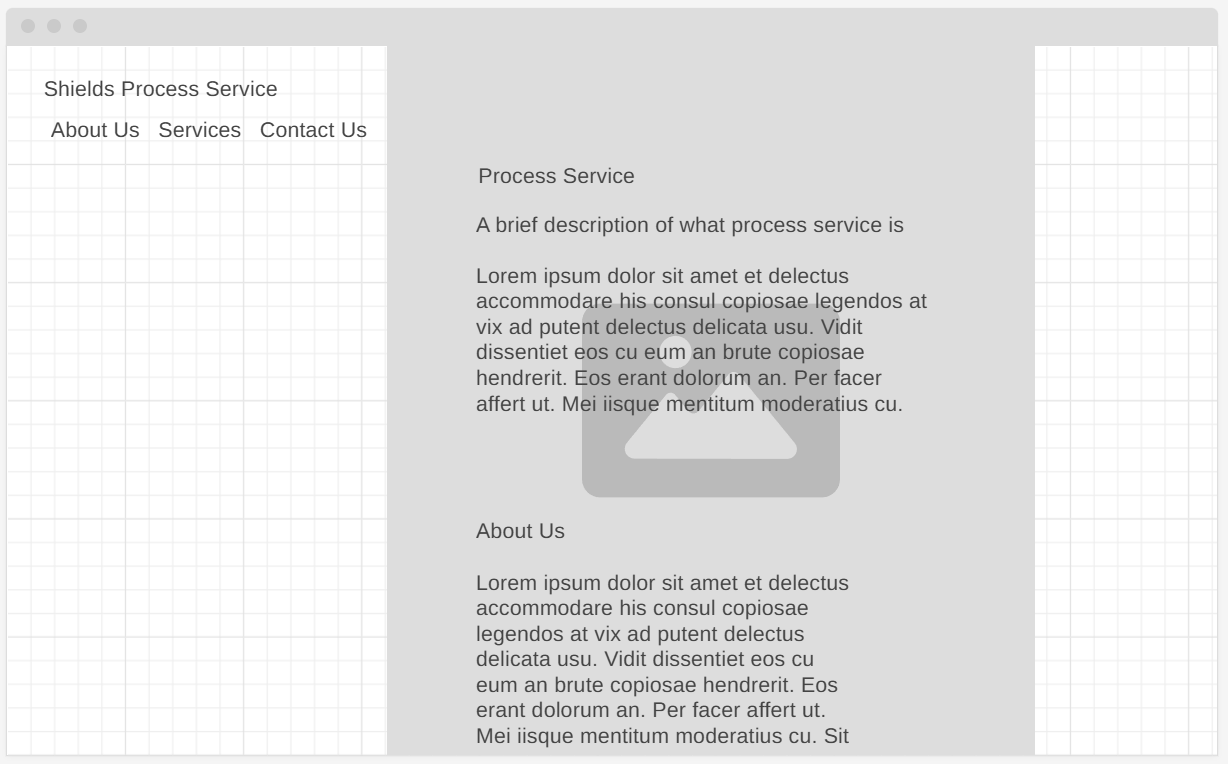 Shields Process Service
About Us Services Contact Us
Process Service
A brief description of what process service is
Lorem ipsum dolor sit amet et delectus
accommodare his consul copiosae legendos at
vix ad putent delectus delicata usu. Vidit
dissentiet eos cu eum an brute copiosae
hendrerit. Eos erant dolorum an. Per facer
affert ut. Mei iisque mentitum moderatius cu.
About Us
Lorem ipsum dolor sit amet et delectus
accommodare his consul copiosae
legendos at vix ad putent delectus
delicata usu. Vidit dissentiet eos cu
eum an brute copiosae hendrerit. Eos
erant dolorum an. Per facer affert ut.
Mei iisque mentitum moderatius cu. Sit